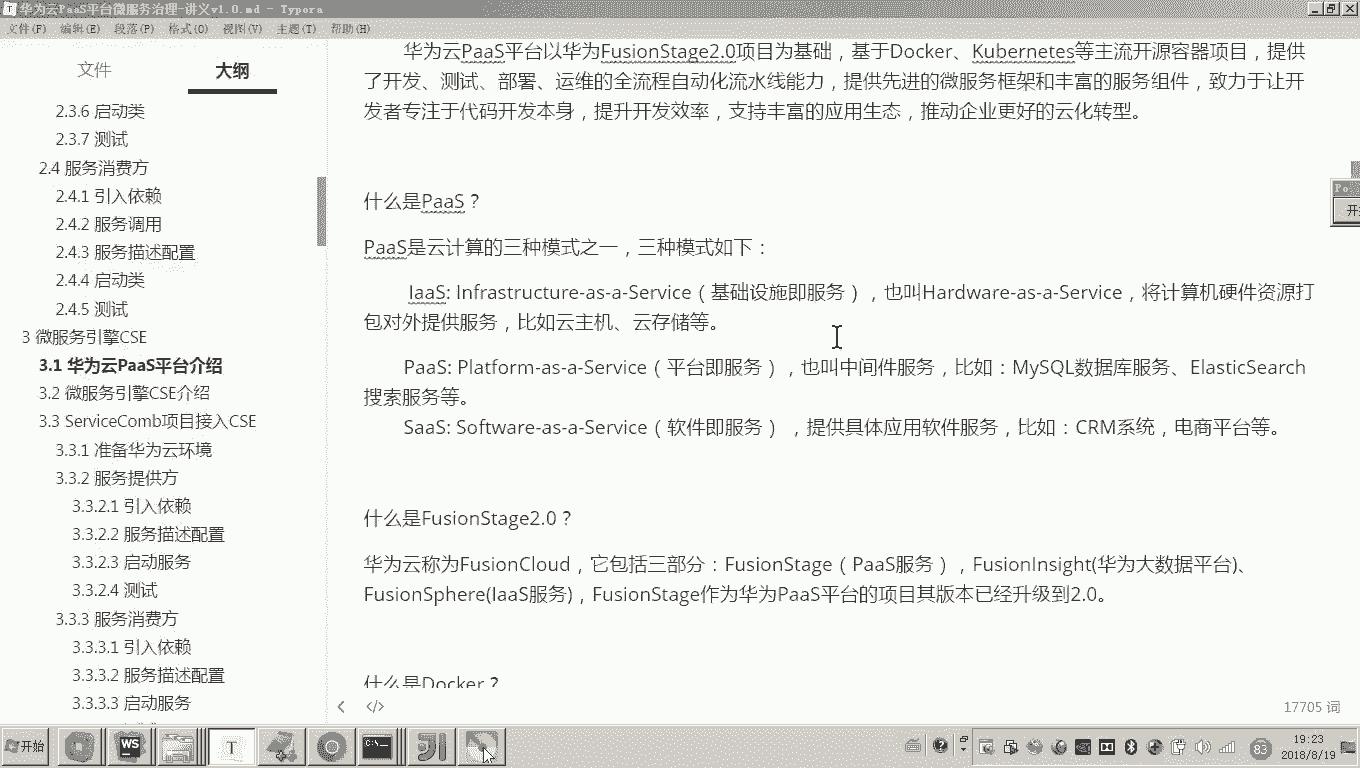 华为云PaaS平台微服务治理-讲义v1.0.md - Typora
文件(F) 编辑(E) 段落(P) 格式(O) 视图(V) 主题(T) 帮助(H)
文件 大纲
2.3.6 启动类
2.3.7 测试
2.4 服务消费方
2.4.1 引入依赖
2.4.2 服务调用
2.4.3 服务描述配置
2.4.4 启动类
2.4.5 测试
3 微服务引擎CSE
3.1 华为云PaaS平台介绍
3.2 微服务引擎CSE介绍
3.3 ServiceComb项目接入CSE
3.3.1 准备华为云环境
3.3.2 服务提供方
3.3.2.1 引入依赖
3.3.2.2 服务描述配置
3.3.2.3 启动服务
3.3.2.4 测试
3.3.3 服务消费方
3.3.3.1 引入依赖
3.3.3.2 服务描述配置
3.3.3.3 启动服务
华为云PaaS平台以华为FusionStage2.0项目为基础，基于Docker、Kubernetes等主流开源容器项目，提供
了开发、测试、部署、运维的全流程自动化流水线能力，提供先进的微服务框架和丰富的服务组件，致力于让开
发者专注于代码开发本身，提升开发效率，支持丰富的应用生态，推动企业更好的云化转型。
什么是PaaS？
PaaS是云计算的三种模式之一，三种模式如下：
IaaS: Infrastructure-as-a-Service（基础设施即服务），也叫Hardware-as-a-Service，将计算机硬件资源打
包对外提供服务，比如云主机、云存储等。
PaaS: Platform-as-a-Service（平台即服务），也叫中间件服务，比如：MySQL数据库服务、ElasticSearch
搜索服务等。
SaaS: Software-as-a-Service（软件即服务），提供具体应用软件服务，比如：CRM系统，电商平台等。
什么是FusionStage2.0？
华为云称为FusionCloud，它包括三部分：FusionStage（PaaS服务），FusionInsight(华为大数据平台)、
FusionSphere(IaaS服务)，FusionStage作为华为PaaS平台的项目其版本已经升级到2.0。
什么是Docker？
17705 词
Po
开始
WS
T
83
19:23
2018/8/19